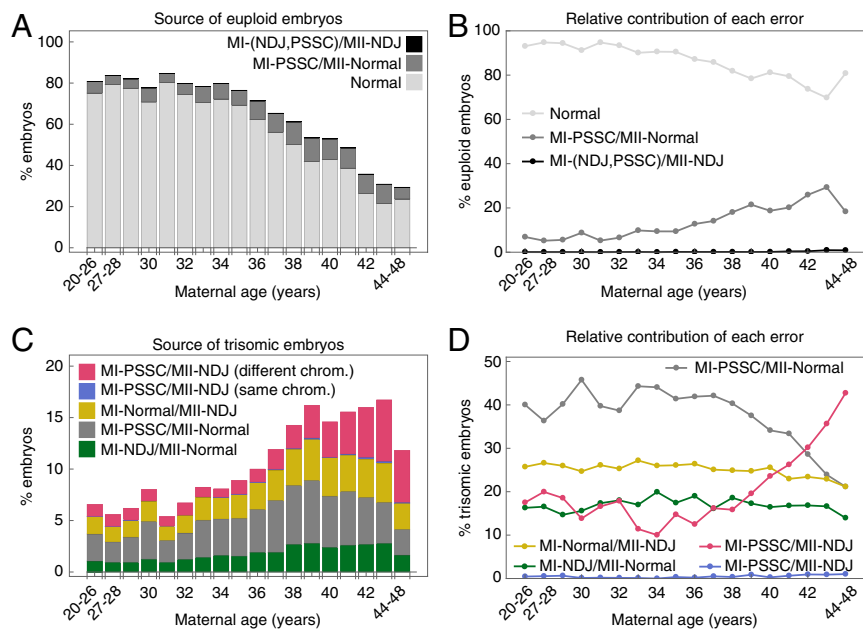 A
Source of euploid embryos
MI-(NDJ,PSSC)/MII-NDJ
MI-PSSC/MII-Normal
Normal
100
80
60
40
20
0
% embryos
20-26
27-28
30
32
34
36
38
40
42
44-48
Maternal age (years)
B
Relative contribution of each error
Normal
MI-PSSC/MII-Normal
MI-(NDJ,PSSC)/MII-NDJ
100
80
60
40
20
0
% euploid embryos
20-26
27-28
30
32
34
36
38
40
42
44-48
Maternal age (years)
C
Source of trisomic embryos
MI-PSSC/MII-NDJ (different chrom.)
MI-PSSC/MII-NDJ (same chrom.)
MI-Normal/MII-NDJ
MI-PSSC/MII-Normal
MI-NDJ/MII-Normal
20
15
10
5
0
% embryos
20-26
27-28
30
32
34
36
38
40
42
44-48
Maternal age (years)
D
Relative contribution of each error
MI-PSSC/MII-Normal
MI-Normal/MII-NDJ
MI-PSSC/MII-NDJ
MI-NDJ/MII-Normal
MI-PSSC/MII-NDJ
50
40
30
20
10
0
% trisomic embryos
20-26
27-28
30
32
34
36
38
40
42
44-48
Maternal age (years)